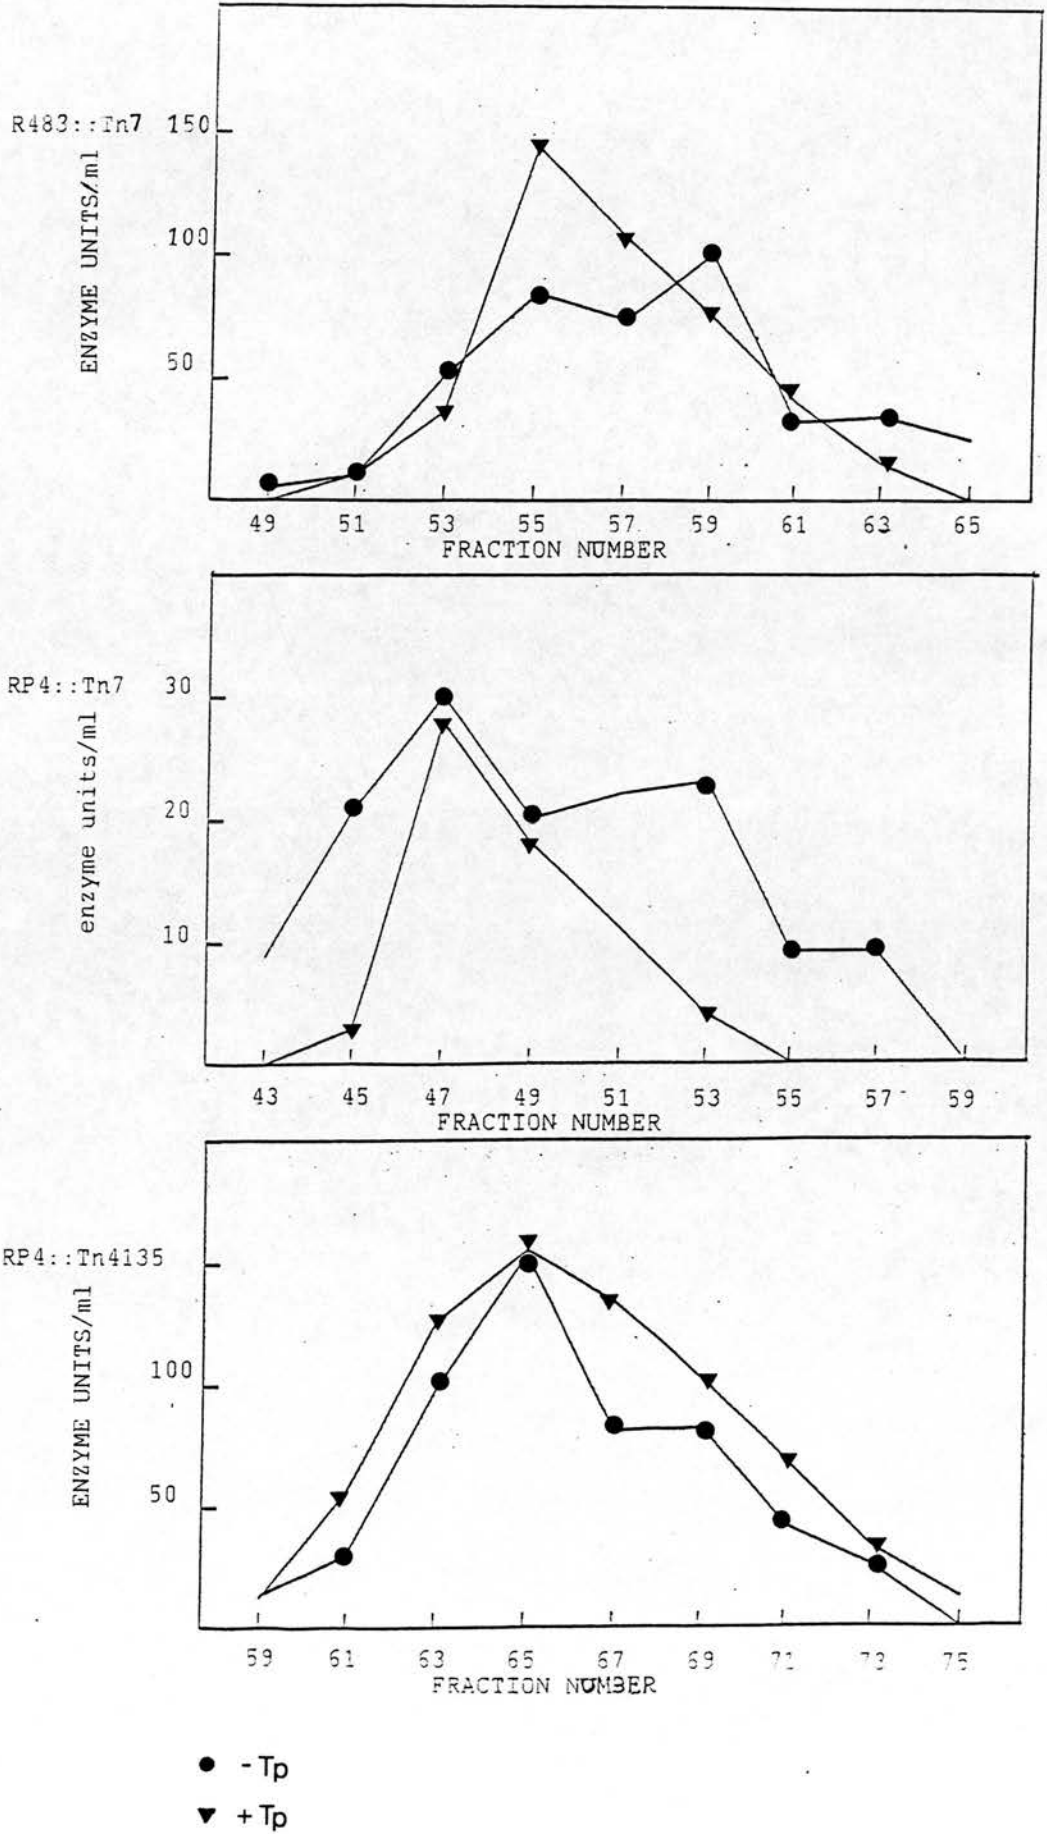 R483::Tn7
ENZYME UNITS/ml
150
100
50
49 51 53 55 57 59 61 63 65
FRACTION NUMBER
RP4::Tn7
enzyme units/ml
30
20
10
43 45 47 49 51 53 55 57 59
FRACTION NUMBER
RP4::Tn4135
ENZYME UNITS/ml
100
50
59 61 63 65 67 69 71 73 75
FRACTION NUMBER
- Tp
+ Tp